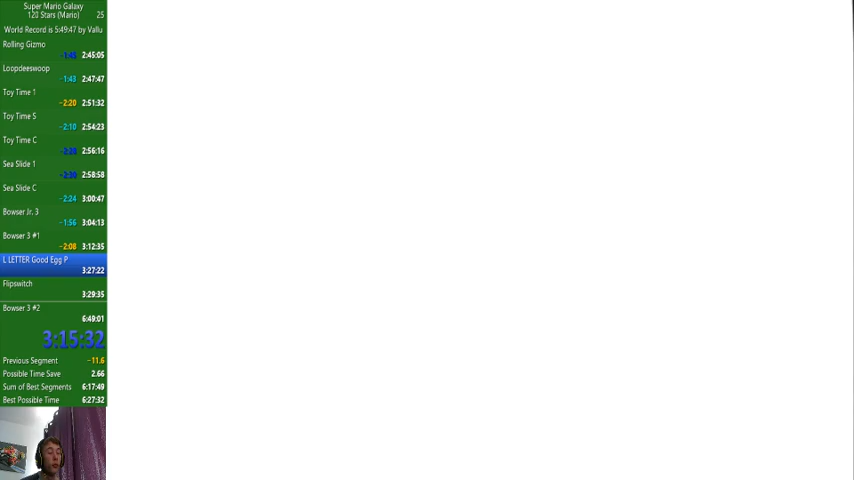 Super Mario Galaxy
120 Stars (Mario) 25
World Record is 5:49:47 by Vallu
Rolling Gizmo
-1:45 2:45:05
Loopdeeswoop
-1:43 2:47:47
Toy Time 1
-2:20 2:51:32
Toy Time S
-2:10 2:54:23
Toy Time C
2:56:16
Sea Slide 1
-2:30 2:58:58
Sea Slide C
-2:24 3:00:47
Bowser Jr. 3
-1:56 3:04:13
Bowser 3 #1
-2:08 3:12:35
L LETTER Good Egg P
3:27:22
Flipswitch
3:29:35
Bowser 3 #2
6:49:01
3:15:32
Previous Segment -11.6
Possible Time Save 2.66
Sum of Best Segments 6:17:49
Best Possible Time 6:27:32